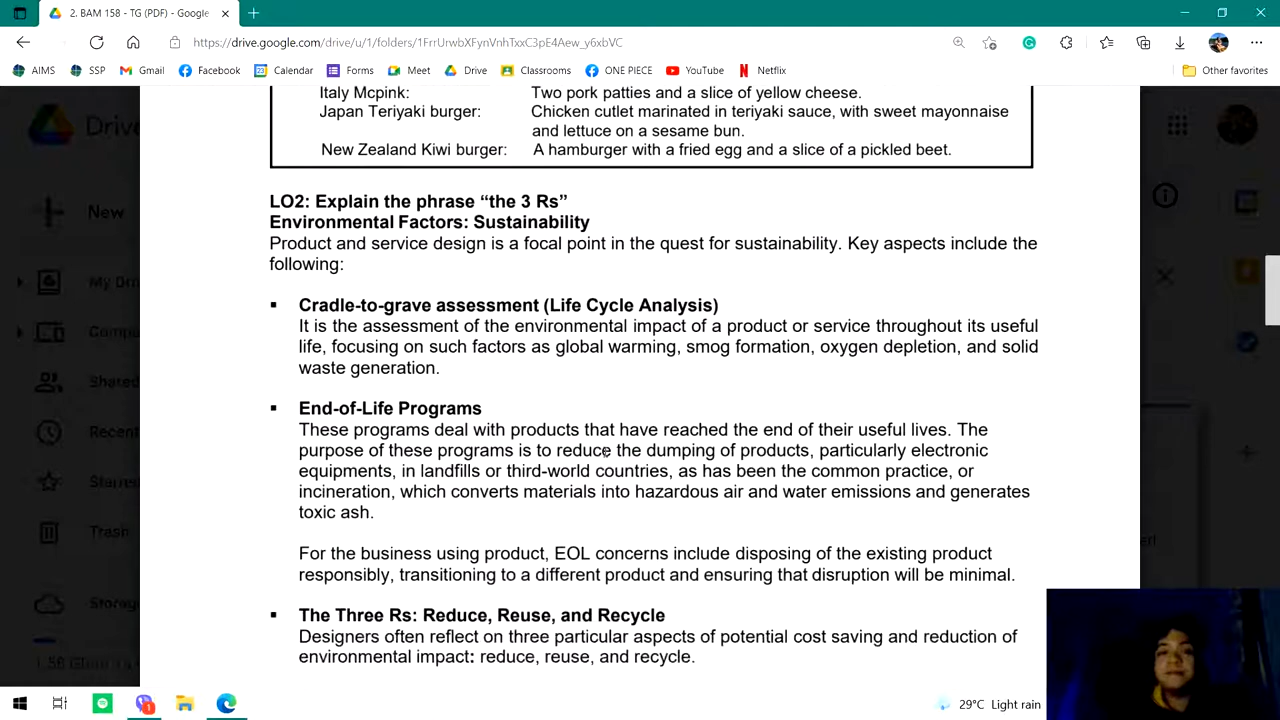 2. BAM 158 - TG (PDF) - Google
https://drive.google.com/drive/u/1/folders/1FrrUrwbXFynVnhTxxC3pE4Aew_y6xbVC
AIMS SSP Gmail Facebook Calendar Forms Meet Drive Classrooms ONE PIECE YouTube Netflix Other favorites
Italy Mcpink: Two pork patties and a slice of yellow cheese.
Japan Teriyaki burger: Chicken cutlet marinated in teriyaki sauce, with sweet mayonnaise
and lettuce on a sesame bun.
New Zealand Kiwi burger: A hamburger with a fried egg and a slice of a pickled beet.
Drive
New
My Dri
Compu
Shared
Recent
Trash
Storag
LO2: Explain the phrase “the 3 Rs”
Environmental Factors: Sustainability
Product and service design is a focal point in the quest for sustainability. Key aspects include the
following:
▪ Cradle-to-grave assessment (Life Cycle Analysis)
It is the assessment of the environmental impact of a product or service throughout its useful
life, focusing on such factors as global warming, smog formation, oxygen depletion, and solid
waste generation.
▪ End-of-Life Programs
These programs deal with products that have reached the end of their useful lives. The
purpose of these programs is to reduce the dumping of products, particularly electronic
equipments, in landfills or third-world countries, as has been the common practice, or
incineration, which converts materials into hazardous air and water emissions and generates
toxic ash.
For the business using product, EOL concerns include disposing of the existing product
responsibly, transitioning to a different product and ensuring that disruption will be minimal.
▪ The Three Rs: Reduce, Reuse, and Recycle
Designers often reflect on three particular aspects of potential cost saving and reduction of
environmental impact: reduce, reuse, and recycle.
1
29°C Light rain